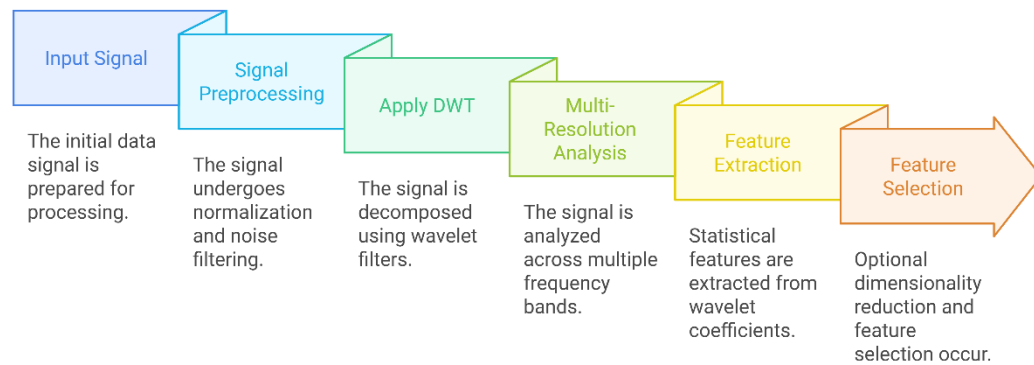 Input Signal
The initial data
signal is
prepared for
processing.
Signal
Preprocessing
The signal
undergoes
normalization
and noise
filtering.
Apply DWT
The signal is
decomposed
using wavelet
filters.
Multi-
Resolution
Analysis
The signal is
analyzed
across multiple
frequency
bands.
Feature
Extraction
Statistical
features are
extracted from
wavelet
coefficients.
Feature
Selection
Optional
dimensionality
reduction and
feature
selection occur.